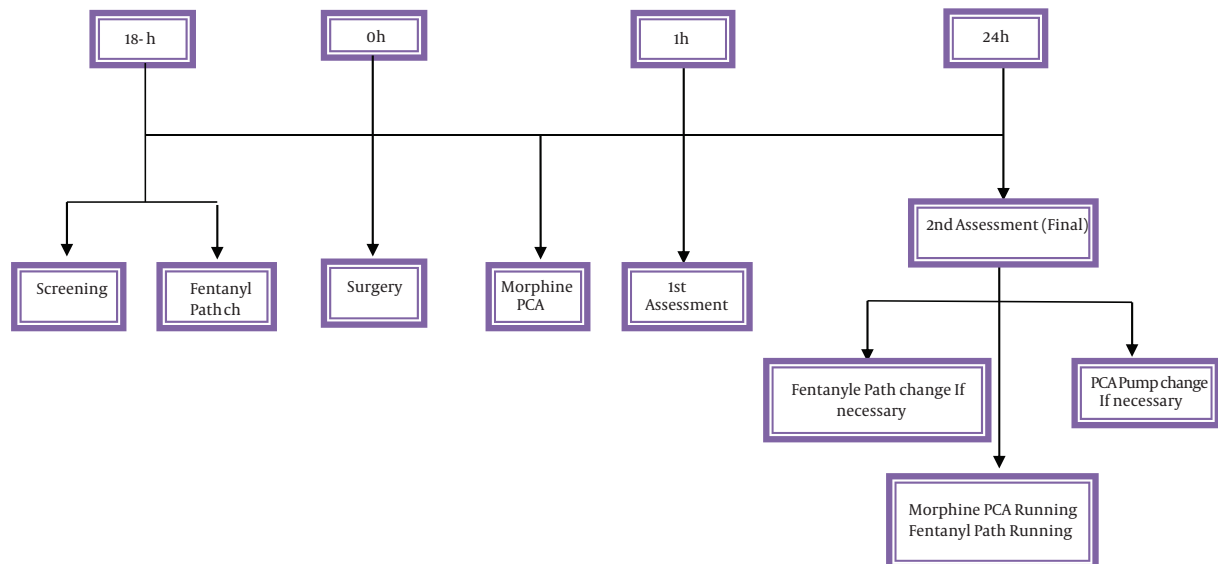 18- h
0h
1h
24h
2nd Assessment (Final)
Screening
Fentanyl
Path ch
Surgery
Morphine
PCA
1st
Assessment
Fentanyle Path change If
necessary
PCA Pump change
If necessary
Morphine PCA Running
Fentanyl Path Running